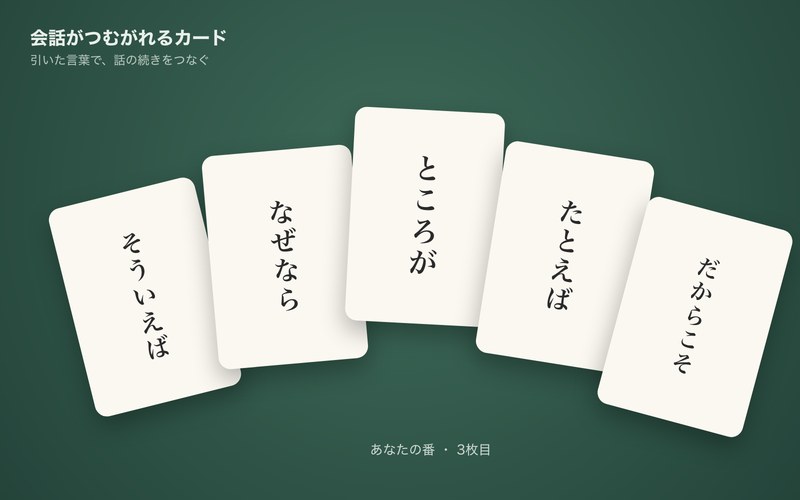 会話がつむがれるカード
引いた言葉で、話の続きをつなぐ
そういえば
なぜなら
ところが
たとえば
だからこそ
あなたの番 ・ 3枚目